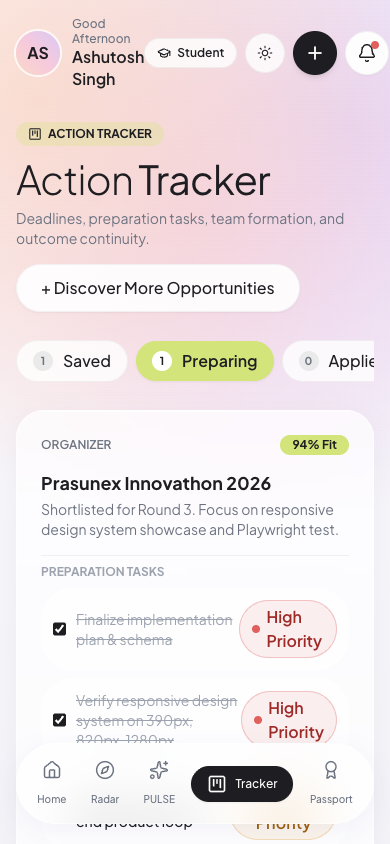 AS
Good
Afternoon
Ashutosh
Singh
Student
ACTION TRACKER
Action Tracker
Deadlines, preparation tasks, team formation, and
outcome continuity.
+ Discover More Opportunities
1 Saved
1 Preparing
0 Applie
ORGANIZER
94% Fit
Prasunex Innovathon 2026
Shortlisted for Round 3. Focus on responsive
design system showcase and Playwright test.
PREPARATION TASKS
Finalize implementation
plan & schema
High
Priority
Verify responsive design
system on 390px,
820px, 1280px
High
Priority
end product loop
Priority
Home
Radar
PULSE
Tracker
Passport